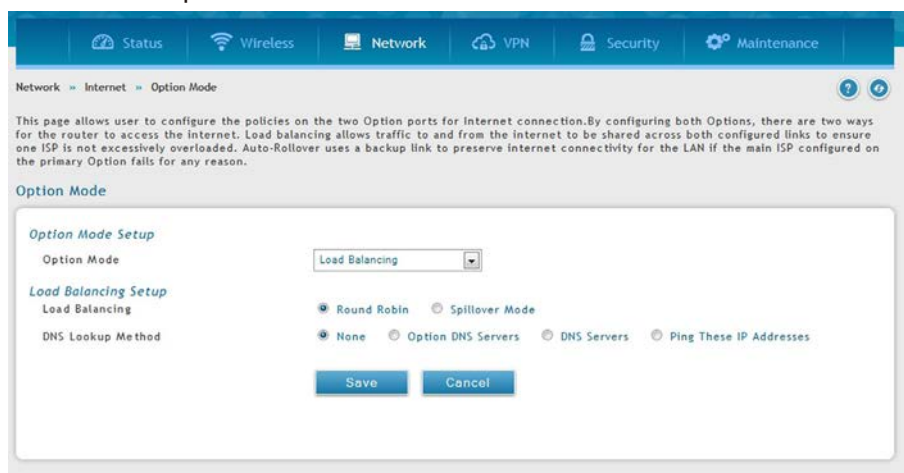 Status Wireless Network VPN Security Maintenance
Network » Internet » Option Mode
This page allows user to configure the policies on the two Option ports for Internet connection.By configuring both Options, there are two ways
for the router to access the internet. Load balancing allows traffic to and from the internet to be shared across both configured links to ensure
one ISP is not excessively overloaded. Auto-Rollover uses a backup link to preserve internet connectivity for the LAN if the main ISP configured on
the primary Option fails for any reason.
Option Mode
Option Mode Setup
Option Mode Load Balancing
Load Balancing Setup
Load Balancing Round Robin Spillover Mode
DNS Lookup Method None Option DNS Servers DNS Servers Ping These IP Addresses
Save Cancel